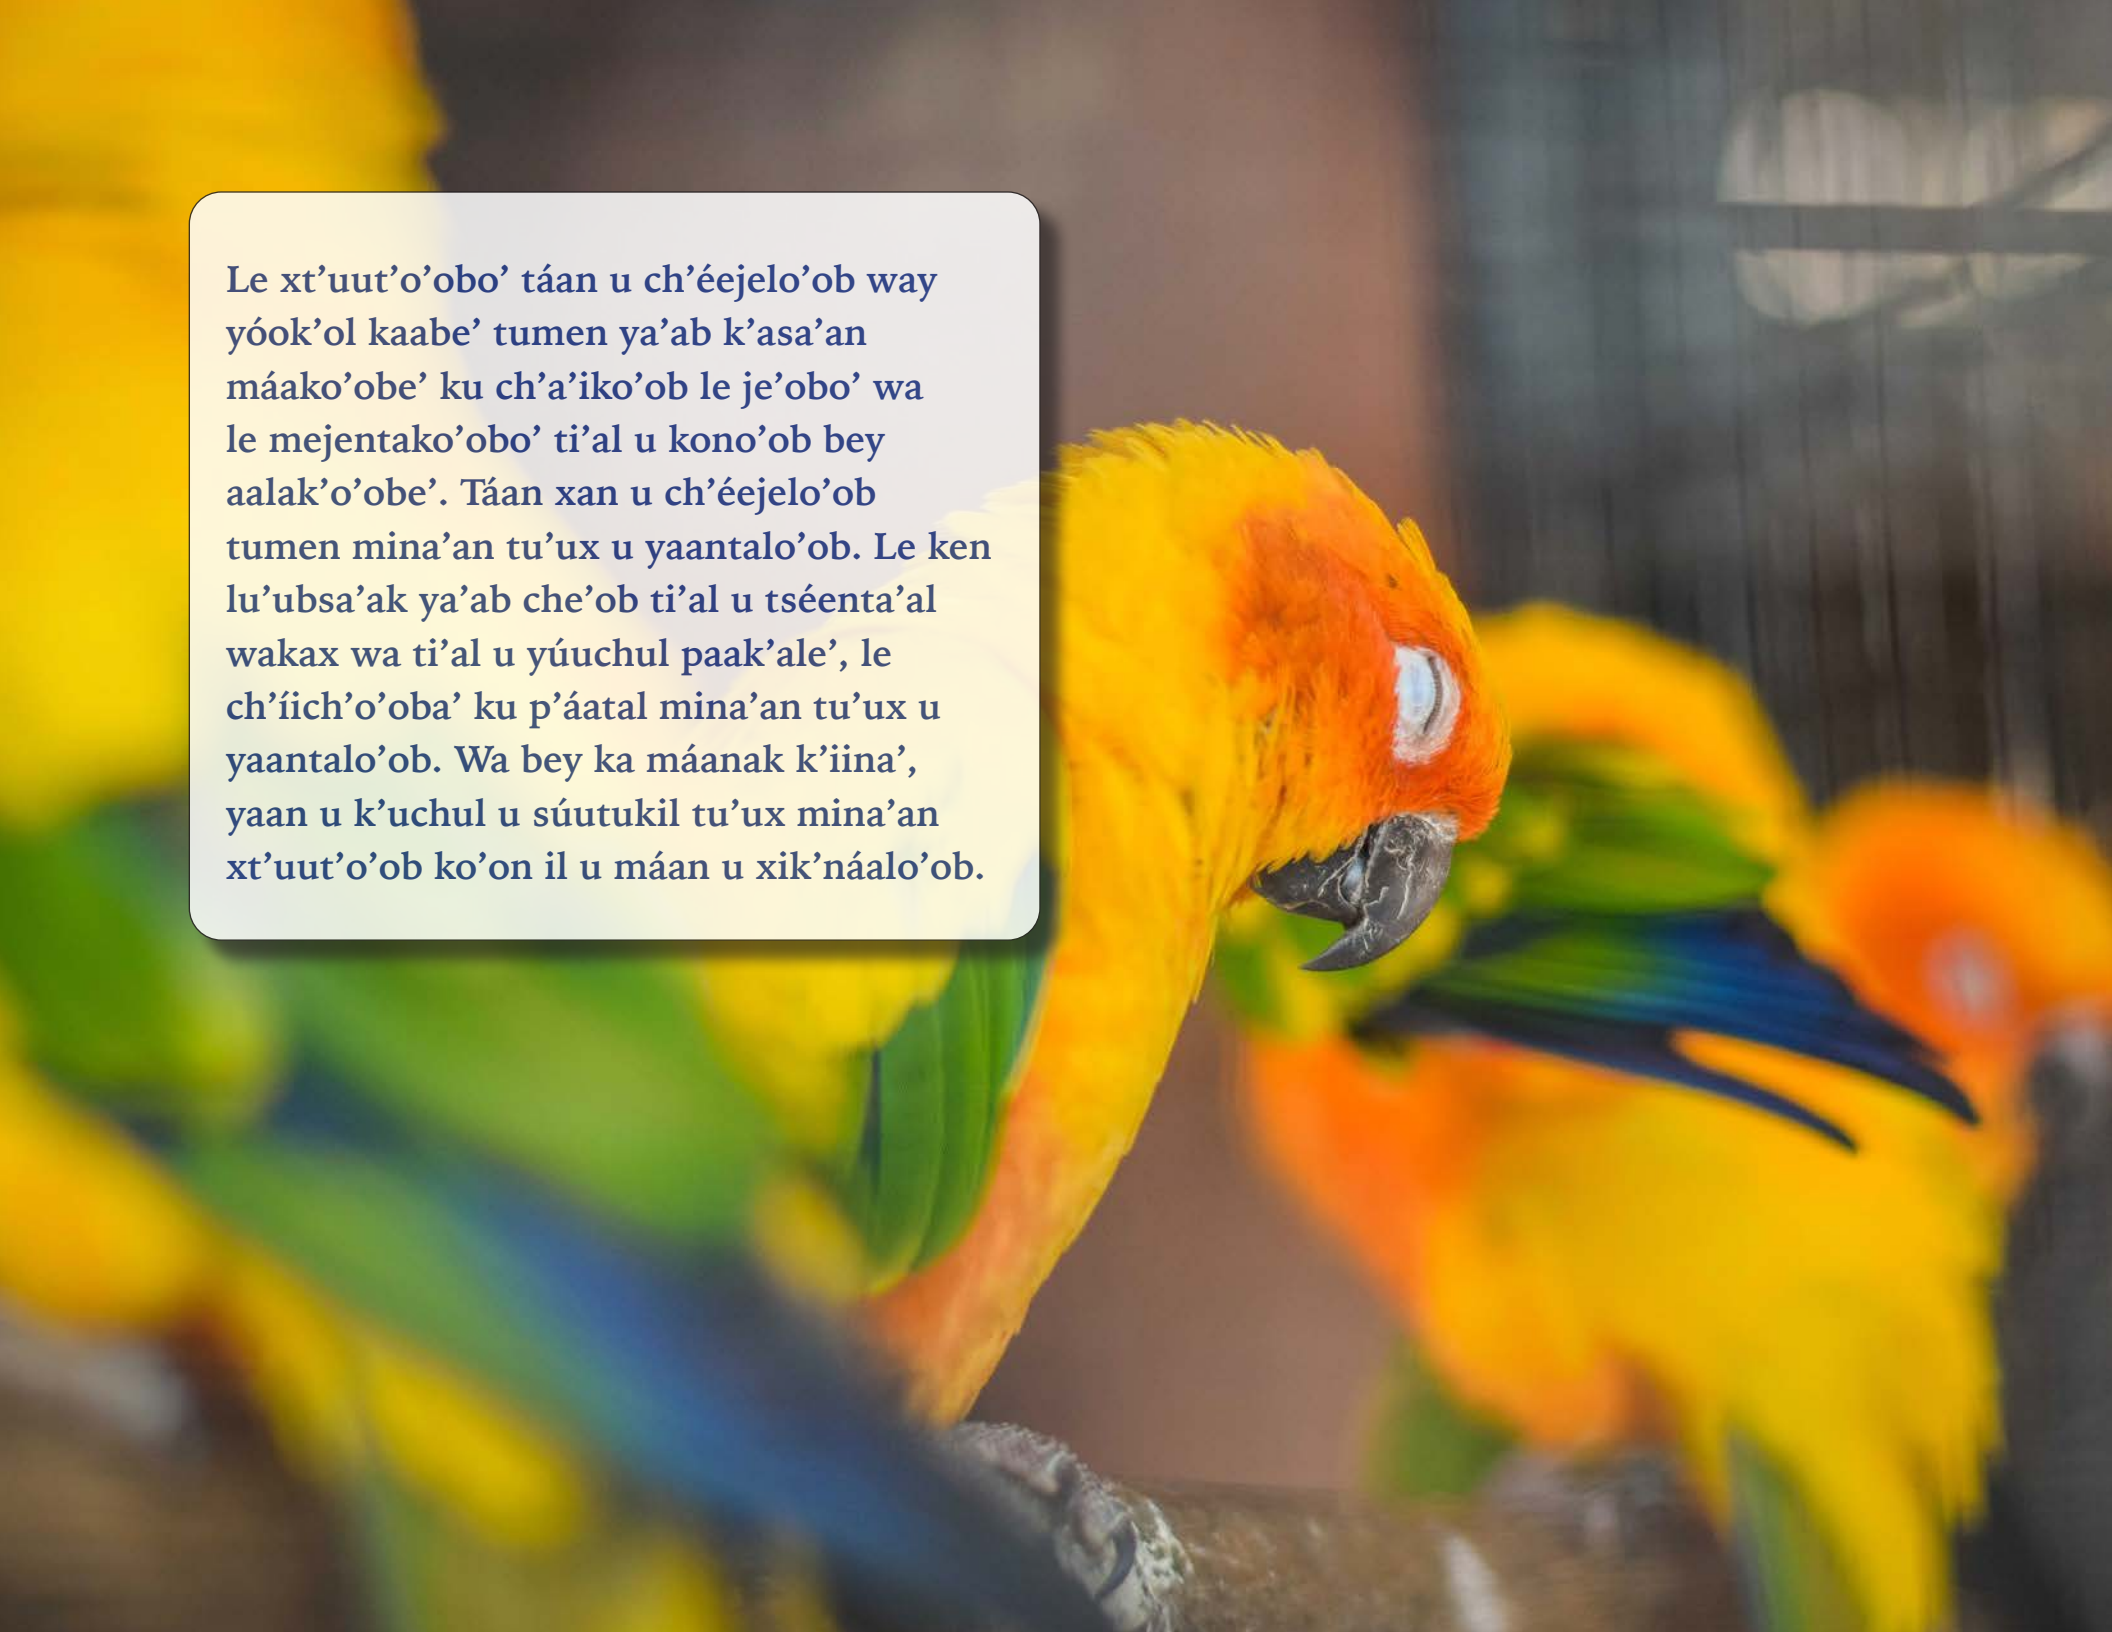 Le xt’uut’o’obo’ táan u ch’éejelo’ob way
yóok’ol kaabe’ tumen ya’ab k’asa’an
máako’obe’ ku ch’a’iko’ob le je’obo’ wa
le mejentako’obo’ ti’al u kono’ob bey
aalak’o’obe’. Táan xan u ch’éejelo’ob
tumen mina’an tu’ux u yaantalo’ob. Le ken
lu’ubsa’ak ya’ab che’ob ti’al u tséenta’al
wakax wa ti’al u yúuchul paak’ale’, le
ch’íich’o’oba’ ku p’áatal mina’an tu’ux u
yaantalo’ob. Wa bey ka máanak k’iina’,
yaan u k’uchul u súutukil tu’ux mina’an
xt’uut’o’ob ko’on il u máan u xik’náalo’ob.